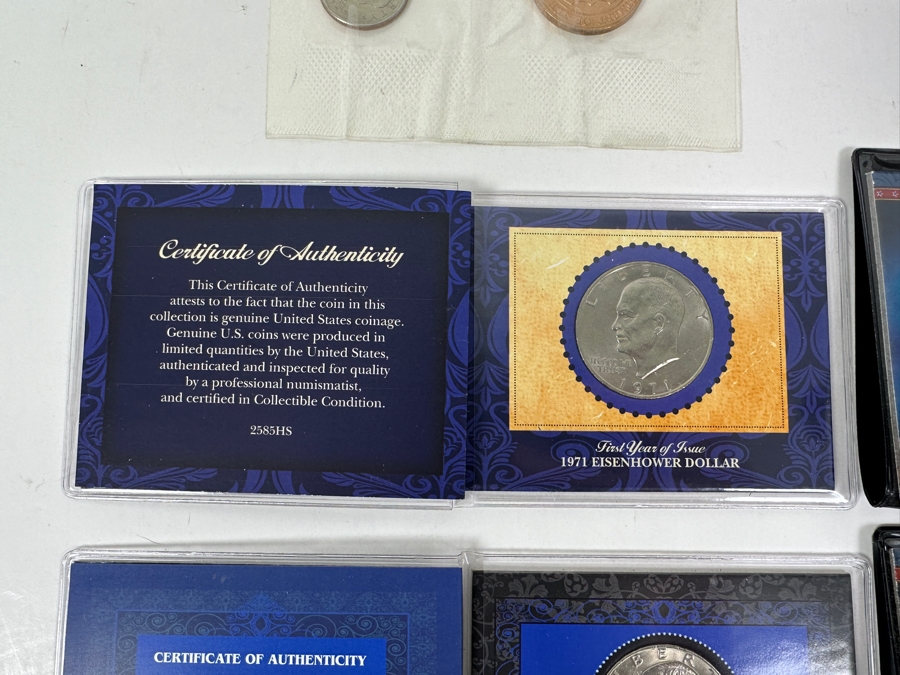 Certificate of Authenticity
This Certificate of Authenticity
attests to the fact that the coin in this
collection is genuine United States coinage.
Genuine U.S. coins were produced in
limited quantities by the United States,
authenticated and inspected for quality
by a professional numismatist,
and certified in Collectible Condition.
2585HS
LIBERTY
1971
First Year of Issue
1971 EISENHOWER DOLLAR
CERTIFICATE OF AUTHENTICITY
BER